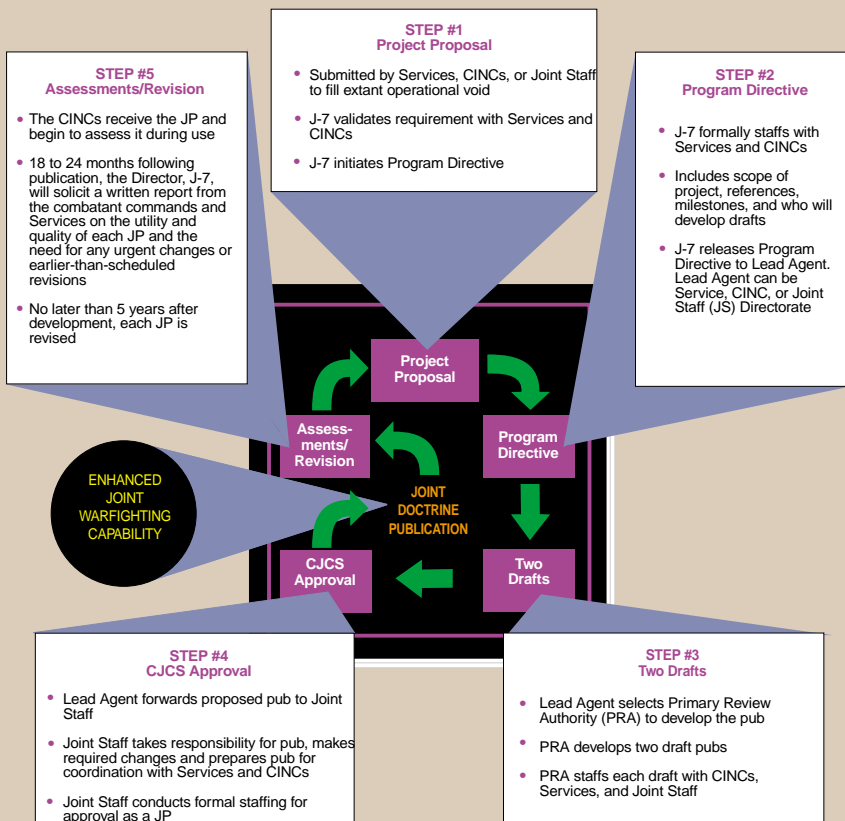 STEP #1
Project Proposal
• Submitted by Services, CINCs, or Joint Staff
to fill extant operational void
• J-7 validates requirement with Services and
CINCs
• J-7 initiates Program Directive
STEP #5
Assessments/Revision
• The CINCs receive the JP and
begin to assess it during use
• 18 to 24 months following
publication, the Director, J-7,
will solicit a written report from
the combatant commands and
Services on the utility and
quality of each JP and the
need for any urgent changes or
earlier-than-scheduled
revisions
• No later than 5 years after
development, each JP is
revised
STEP #2
Program Directive
• J-7 formally staffs with
Services and CINCs
• Includes scope of
project, references,
milestones, and who will
develop drafts
• J-7 releases Program
Directive to Lead Agent.
Lead Agent can be
Service, CINC, or Joint
Staff (JS) Directorate
Project
Proposal
Assess-
ments/
Revision
Program
Directive
ENHANCED
JOINT
WARFIGHTING
CAPABILITY
JOINT
DOCTRINE
PUBLICATION
CJCS
Approval
Two
Drafts
STEP #4
CJCS Approval
• Lead Agent forwards proposed pub to Joint
Staff
• Joint Staff takes responsibility for pub, makes
required changes and prepares pub for
coordination with Services and CINCs
• Joint Staff conducts formal staffing for
approval as a JP
STEP #3
Two Drafts
• Lead Agent selects Primary Review
Authority (PRA) to develop the pub
• PRA develops two draft pubs
• PRA staffs each draft with CINCs,
Services, and Joint Staff